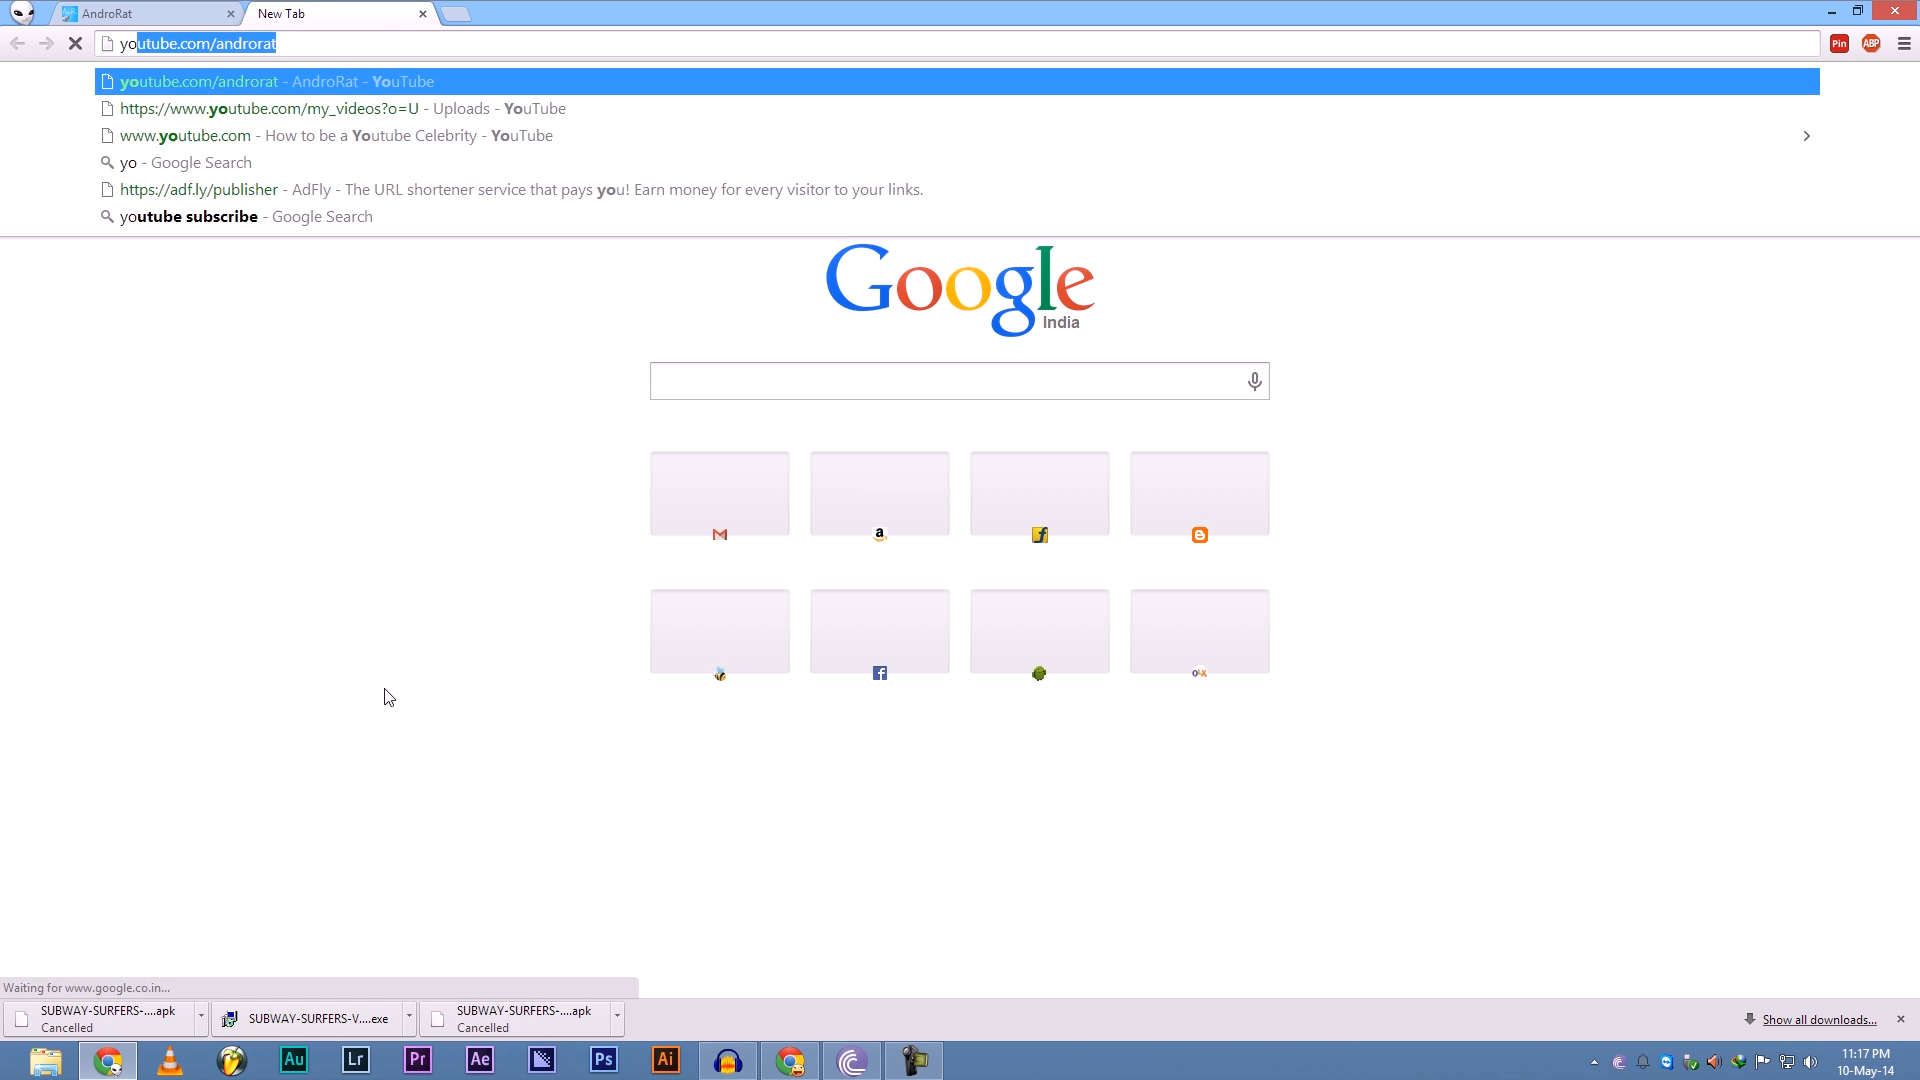 AndroRat
New Tab
youtube.com/androrat
Pin
ABP
youtube.com/androrat - AndroRat - YouTube
https://www.youtube.com/my_videos?o=U - Uploads - YouTube
www.youtube.com - How to be a Youtube Celebrity - YouTube
yo - Google Search
https://adf.ly/publisher - AdFly - The URL shortener service that pays you! Earn money for every visitor to your links.
youtube subscribe - Google Search
Google
India
a
f
B
f
OLX
Waiting for www.google.co.in...
SUBWAY-SURFERS-....apk
Cancelled
SUBWAY-SURFERS-V....exe
SUBWAY-SURFERS-....apk
Cancelled
Show all downloads...
Au
Lr
Pr
Ae
Ps
Ai
11:17 PM
10-May-14